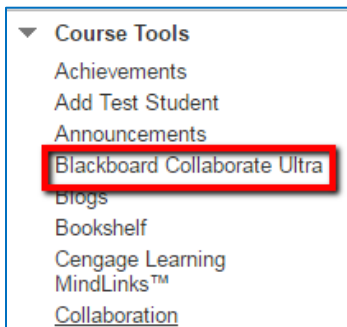 Course Tools
Achievements
Add Test Student
Announcements
Blackboard Collaborate Ultra
Blogs
Bookshelf
Cengage Learning
MindLinks™
Collaboration